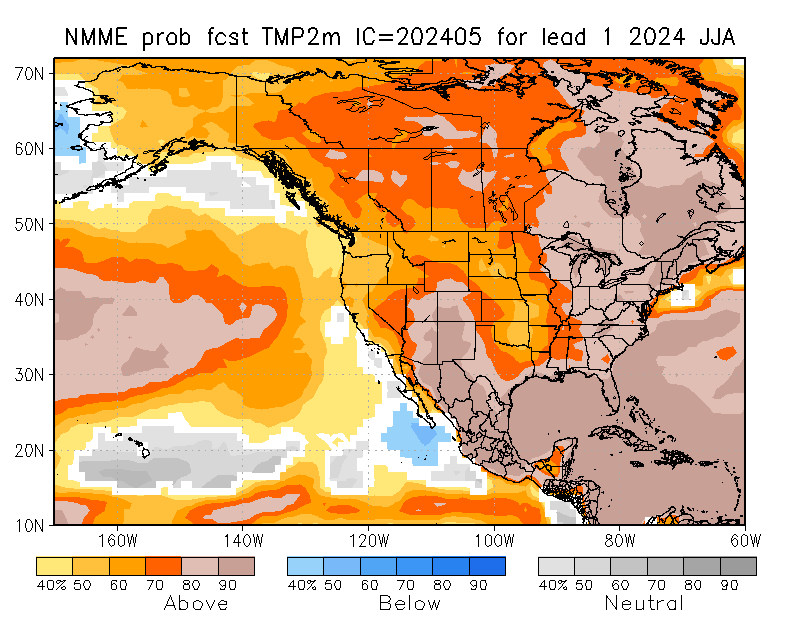 NMME prob fcst TMP2m IC=202405 for lead 1 2024 JJA
70N
60N
50N
40N
30N
20N
10N
160W 140W 120W 100W 80W 60W
40% 50 60 70 80 90 40% 50 60 70 80 90 40% 50 60 70 80 90
Above Below Neutral